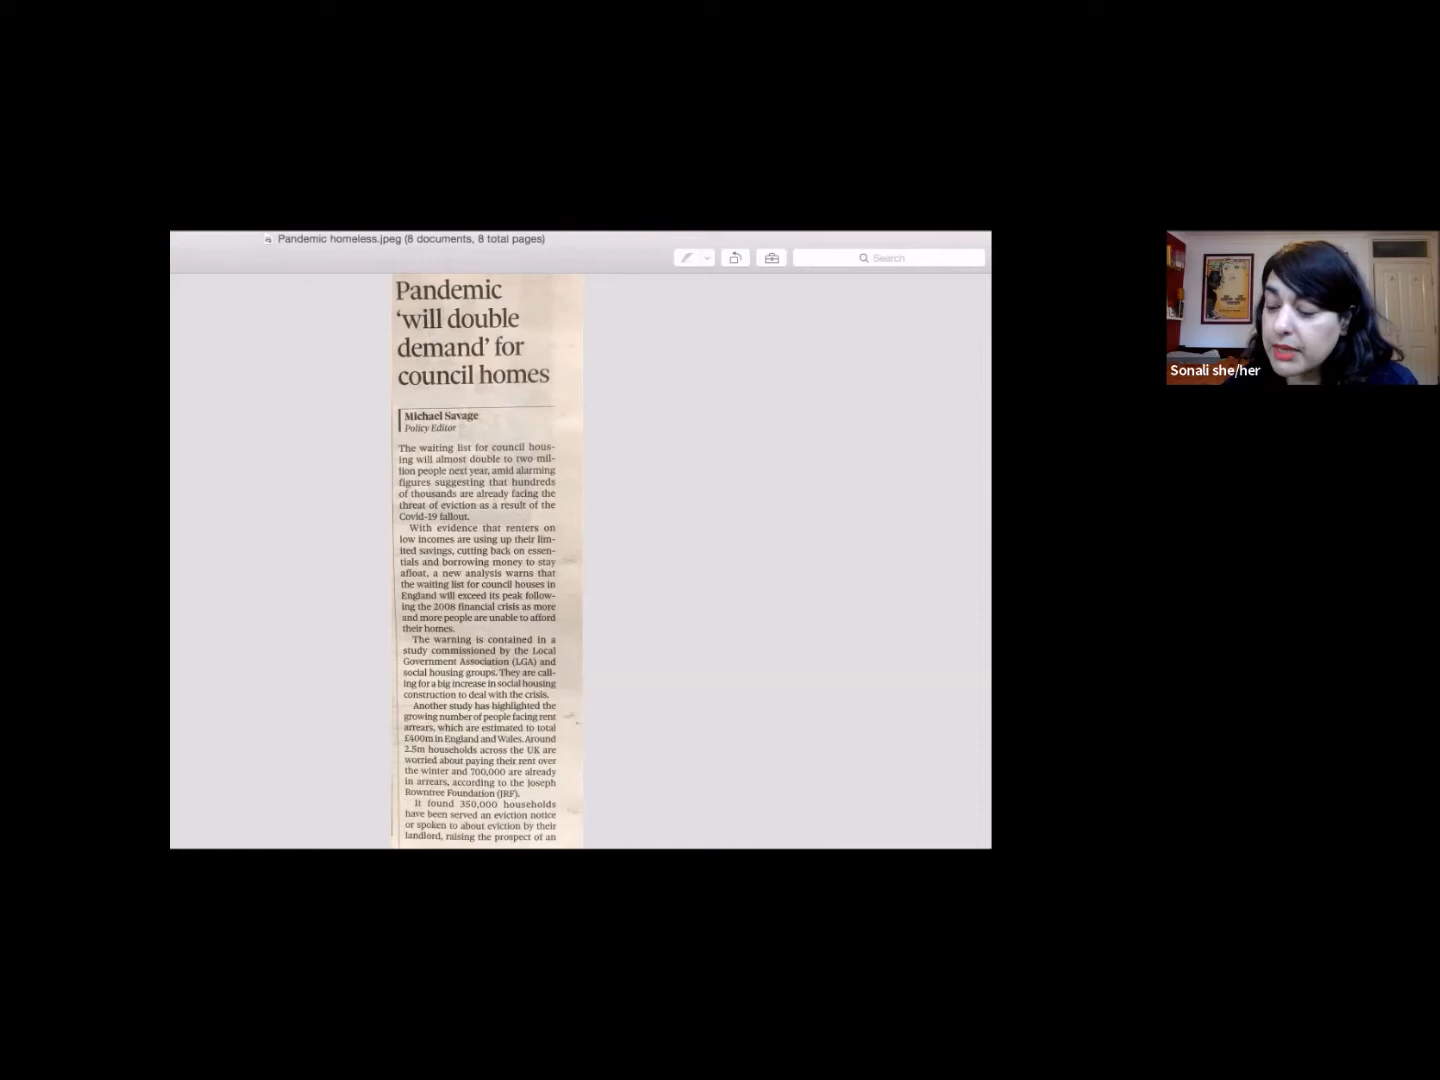 Pandemic homeless.jpeg (8 documents, 8 total pages)
Search
Pandemic
‘will double
demand’ for
council homes
Michael Savage
Policy Editor
The waiting list for council hous-
ing will almost double to two mil-
lion people next year, amid alarming
figures suggesting that hundreds
of thousands are already facing the
threat of eviction as a result of the
Covid-19 fallout.
With evidence that renters on
low incomes are using up their lim-
ited savings, cutting back on essen-
tials and borrowing money to stay
afloat, a new analysis warns that
the waiting list for council houses in
England will exceed its peak follow-
ing the 2008 financial crisis as more
and more people are unable to afford
their homes.
The warning is contained in a
study commissioned by the Local
Government Association (LGA) and
social housing groups. They are call-
ing for a big increase in social housing
construction to deal with the crisis.
Another study has highlighted the
growing number of people facing rent
arrears, which are estimated to total
£400m in England and Wales. Around
2.5m households across the UK are
worried about paying their rent over
the winter and 700,000 are already
in arrears, according to the Joseph
Rowntree Foundation (JRF).
It found 350,000 households
have been served an eviction notice
or spoken to about eviction by their
landlord, raising the prospect of an
Sonali she/her